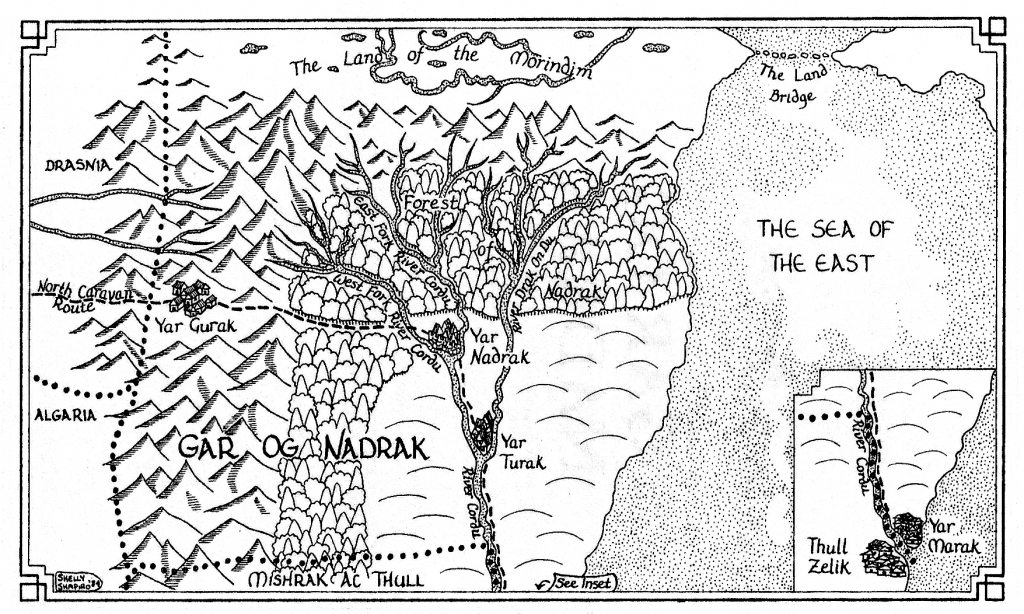 The Land of the Morindim
The Land
Bridge
DRASNIA
East Fork River Cordu
Forest
of
Nadrak
River Drak On Du
THE SEA OF
THE EAST
North Caravan
Route
Yar Gurak
West Fork River Cordu
Yar
Nadrak
ALGARIA
GAR OG NADRAK
Yar
Turak
River Cordu
River Cordu
Yar
Marak
Thull
Zelik
MISHRAK AC THULL
See Inset
SHELLY
SHAPIRO '84